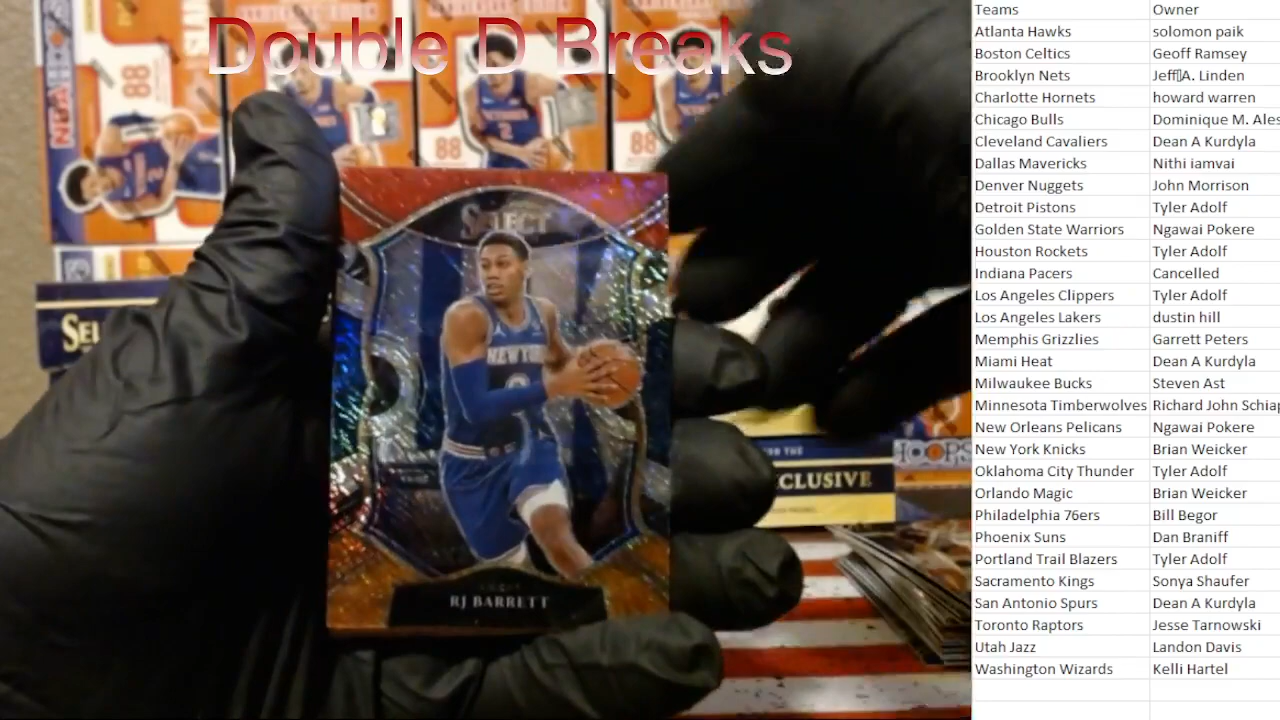 Double D Breaks
88
88
88
SELECT
NEW YORK
RJ BARRETT
SEL
HOOPS
EXCLUSIVE
Teams Owner
Atlanta Hawks solomon paik
Boston Celtics Geoff Ramsey
Brooklyn Nets Jeff A. Linden
Charlotte Hornets howard warren
Chicago Bulls Dominique M. Ales
Cleveland Cavaliers Dean A Kurdyla
Dallas Mavericks Nithi iamvai
Denver Nuggets John Morrison
Detroit Pistons Tyler Adolf
Golden State Warriors Ngawai Pokere
Houston Rockets Tyler Adolf
Indiana Pacers Cancelled
Los Angeles Clippers Tyler Adolf
Los Angeles Lakers dustin hill
Memphis Grizzlies Garrett Peters
Miami Heat Dean A Kurdyla
Milwaukee Bucks Steven Ast
Minnesota Timberwolves Richard John Schiap
New Orleans Pelicans Ngawai Pokere
New York Knicks Brian Weicker
Oklahoma City Thunder Tyler Adolf
Orlando Magic Brian Weicker
Philadelphia 76ers Bill Begor
Phoenix Suns Dan Braniff
Portland Trail Blazers Tyler Adolf
Sacramento Kings Sonya Shaufer
San Antonio Spurs Dean A Kurdyla
Toronto Raptors Jesse Tarnowski
Utah Jazz Landon Davis
Washington Wizards Kelli Hartel